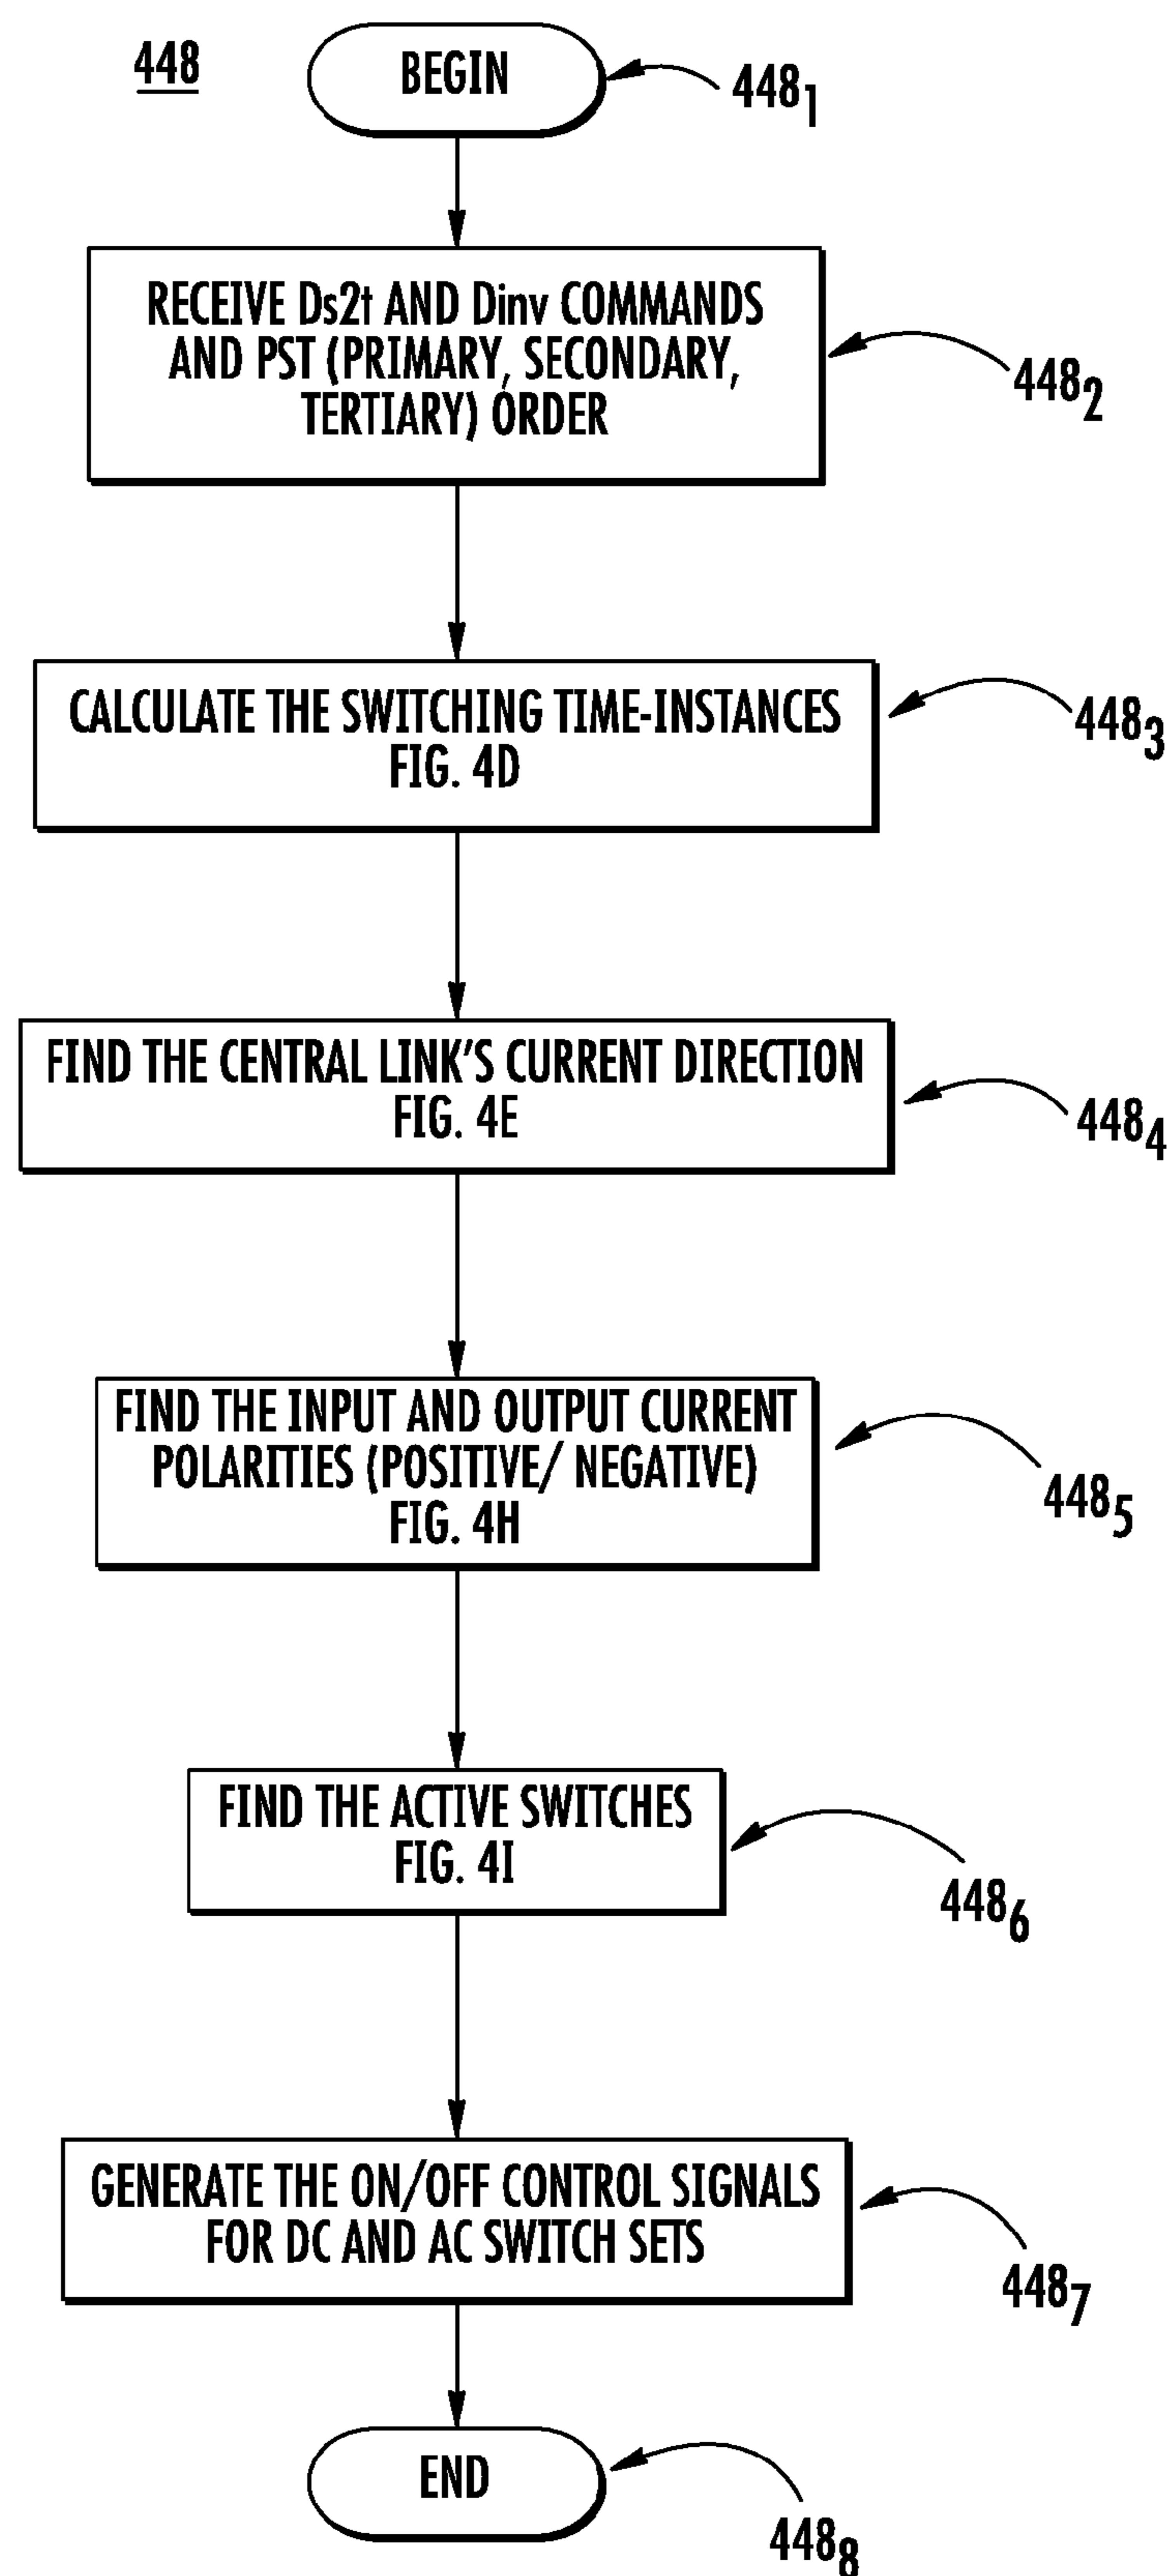 448
BEGIN
448₁
RECEIVE Ds2t AND Dinv COMMANDS
AND PST (PRIMARY, SECONDARY,
TERTIARY) ORDER
448₂
CALCULATE THE SWITCHING TIME-INSTANCES
FIG. 4D
448₃
FIND THE CENTRAL LINK'S CURRENT DIRECTION
FIG. 4E
448₄
FIND THE INPUT AND OUTPUT CURRENT
POLARITIES (POSITIVE/ NEGATIVE)
FIG. 4H
448₅
FIND THE ACTIVE SWITCHES
FIG. 4I
448₆
GENERATE THE ON/OFF CONTROL SIGNALS
FOR DC AND AC SWITCH SETS
448₇
END
448₈